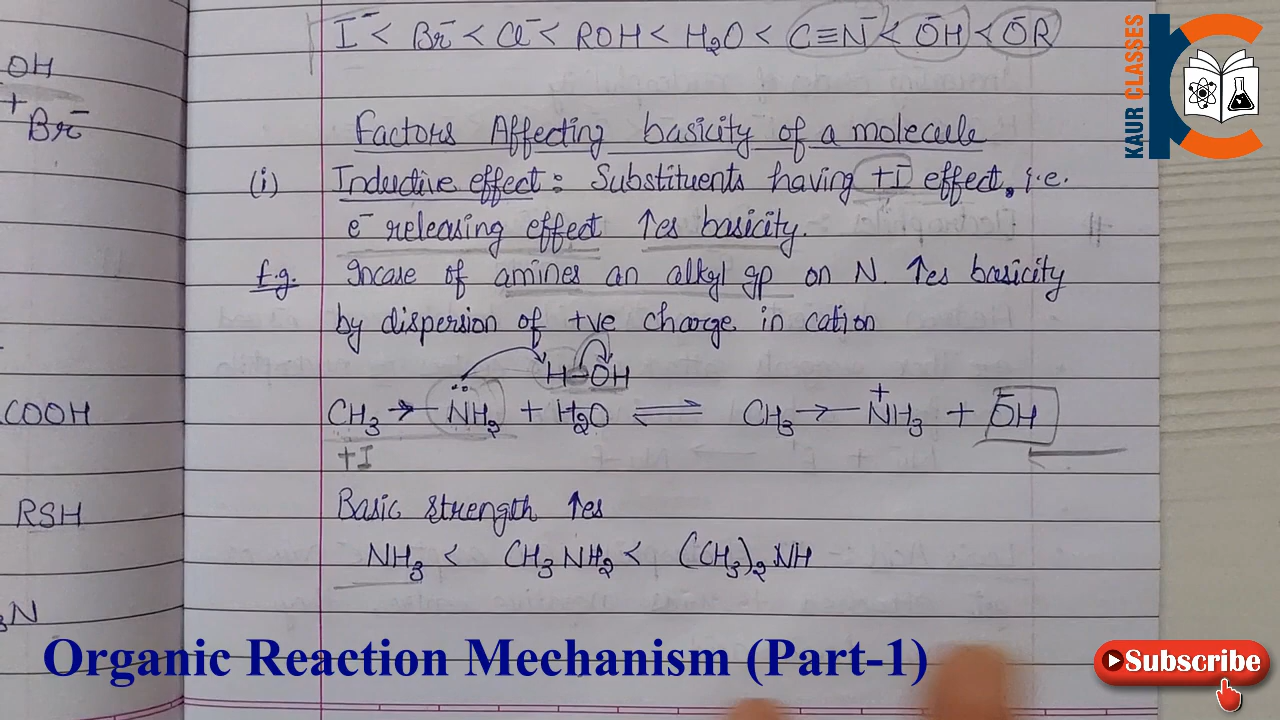 OH
+
Br⁻
COOH
RSH
₃N
I⁻ < Br⁻ < Cl⁻ < ROH < H₂O < C≡N⁻ < ŌH < ŌR
Factors Affecting basicity of a molecule
(i) Inductive effect: Substituents having +I effect, i.e.
e⁻ releasing effect ↑es basicity.
E.g. Incase of amines an alkyl gp on N. ↑es basicity
by dispersion of +ve charge in cation
H-OH
CH₃→NH₂ + H₂O ⇌ CH₃→N⁺H₃ + ŌH
+I
Basic strength ↑es
NH₃ < CH₃NH₂ < (CH₃)₂NH
KAUR CLASSES
Organic Reaction Mechanism (Part-1)
Subscribe